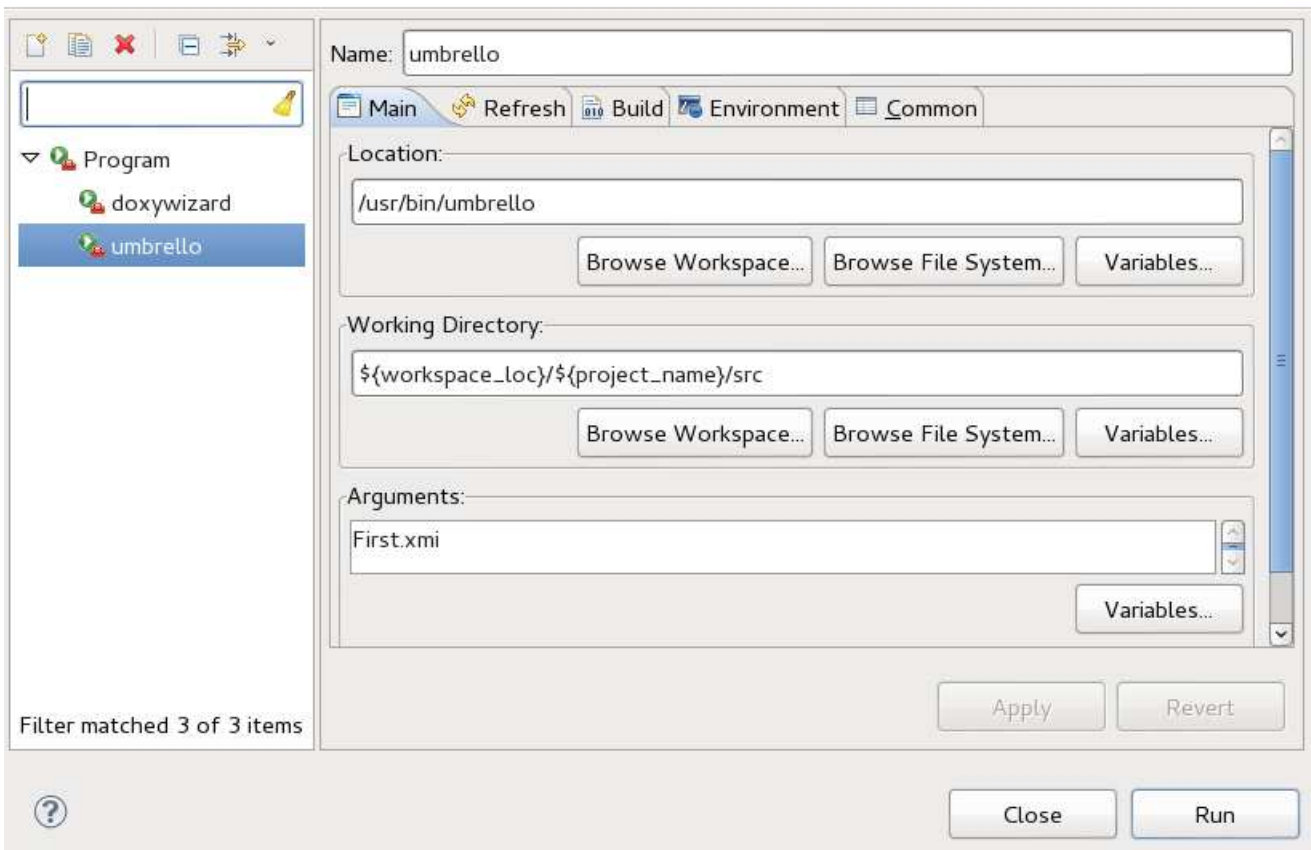 Name: umbrello
Main Refresh Build Environment Common
Program
doxywizard
umbrello
Filter matched 3 of 3 items
Location:
/usr/bin/umbrello
Browse Workspace... Browse File System... Variables...
Working Directory:
${workspace_loc}/${project_name}/src
Browse Workspace... Browse File System... Variables...
Arguments:
First.xmi
Variables...
Apply Revert
Close Run